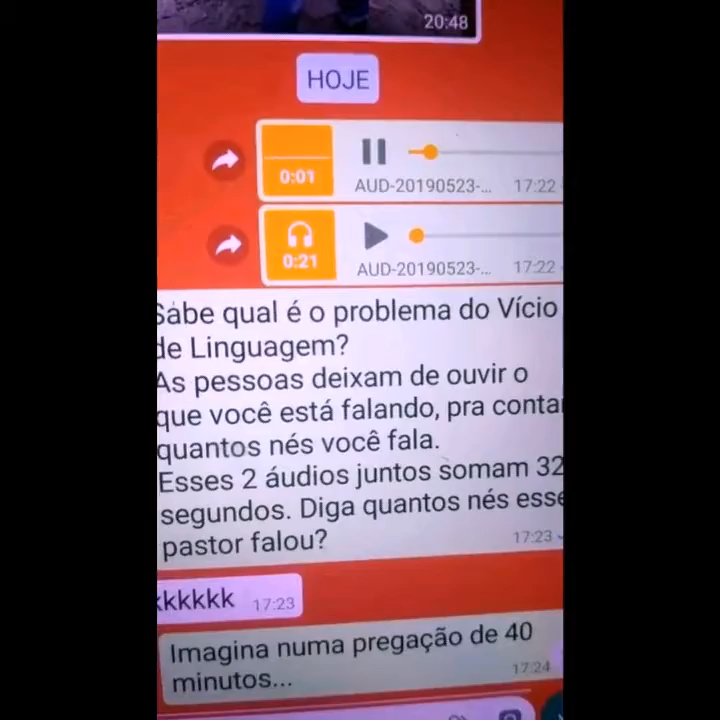 20:48
HOJE
0:01
AUD-20190523-... 17:22
0:21
AUD-20190523-... 17:22
Sabe qual é o problema do Vício
de Linguagem?
As pessoas deixam de ouvir o
que você está falando, pra contar
quantos nés você fala.
Esses 2 áudios juntos somam 32
segundos. Diga quantos nés esse
pastor falou?
17:23
kkkkkk 17:23
Imagina numa pregação de 40
minutos...
17:24